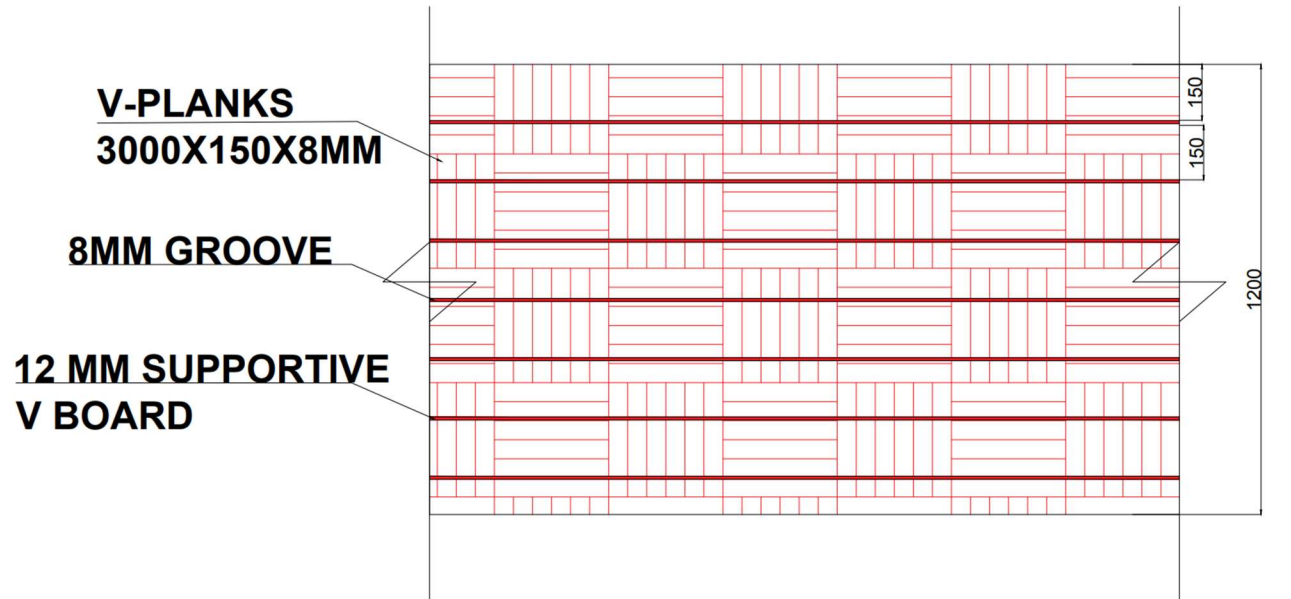 V-PLANKS
3000X150X8MM
8MM GROOVE
12 MM SUPPORTIVE
V BOARD
150
150
1200